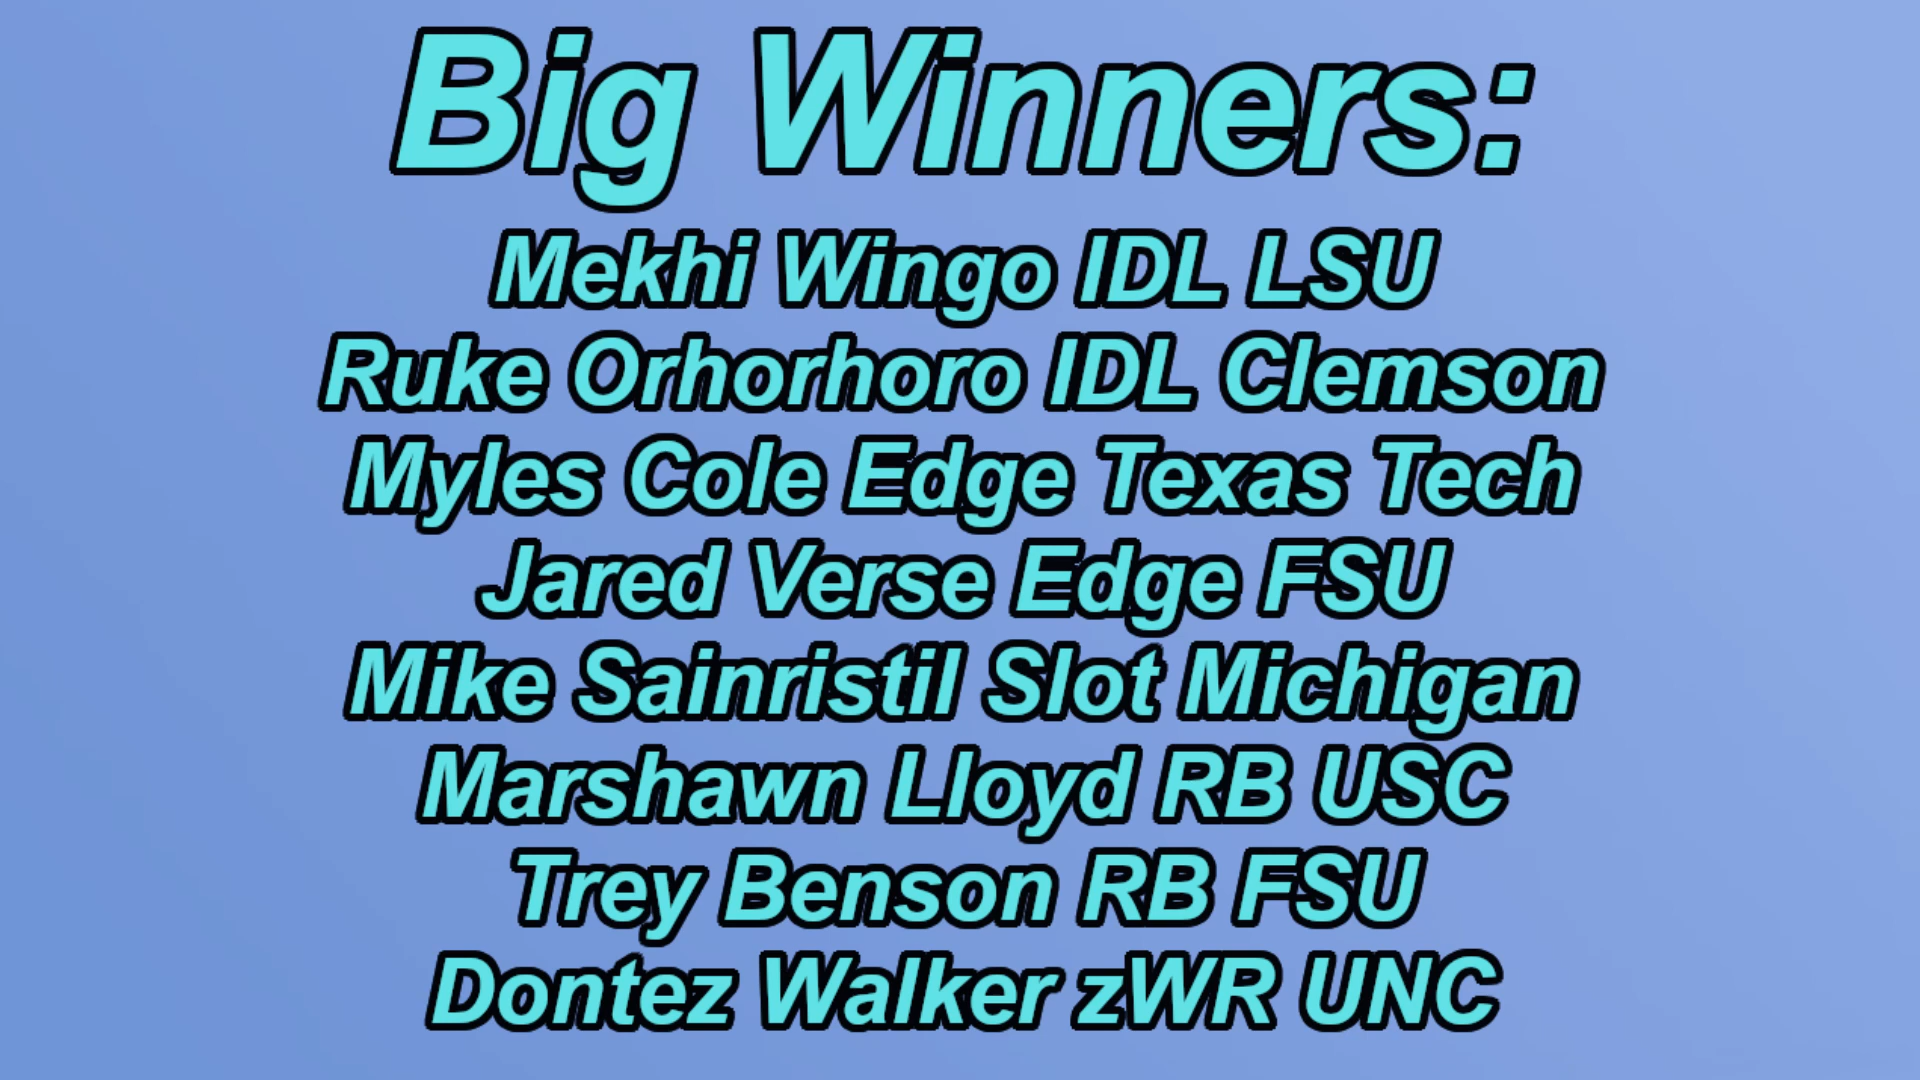 Big Winners:
Mekhi Wingo IDL LSU
Ruke Orhorhoro IDL Clemson
Myles Cole Edge Texas Tech
Jared Verse Edge FSU
Mike Sainristil Slot Michigan
Marshawn Lloyd RB USC
Trey Benson RB FSU
Dontez Walker zWR UNC